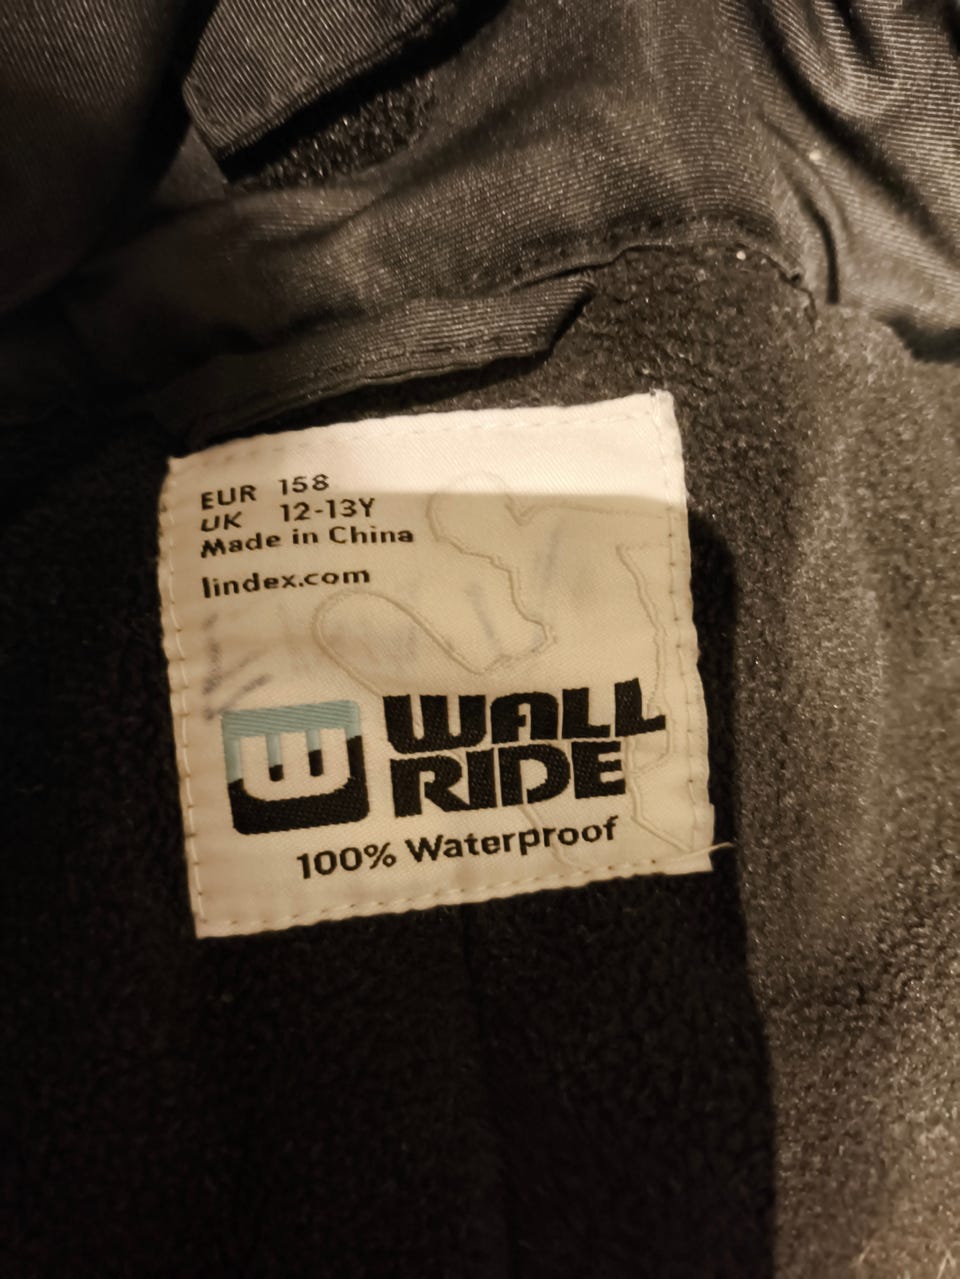 EUR 158
UK 12-13Y
Made in China
lindex.com
WALL
RIDE
100% Waterproof